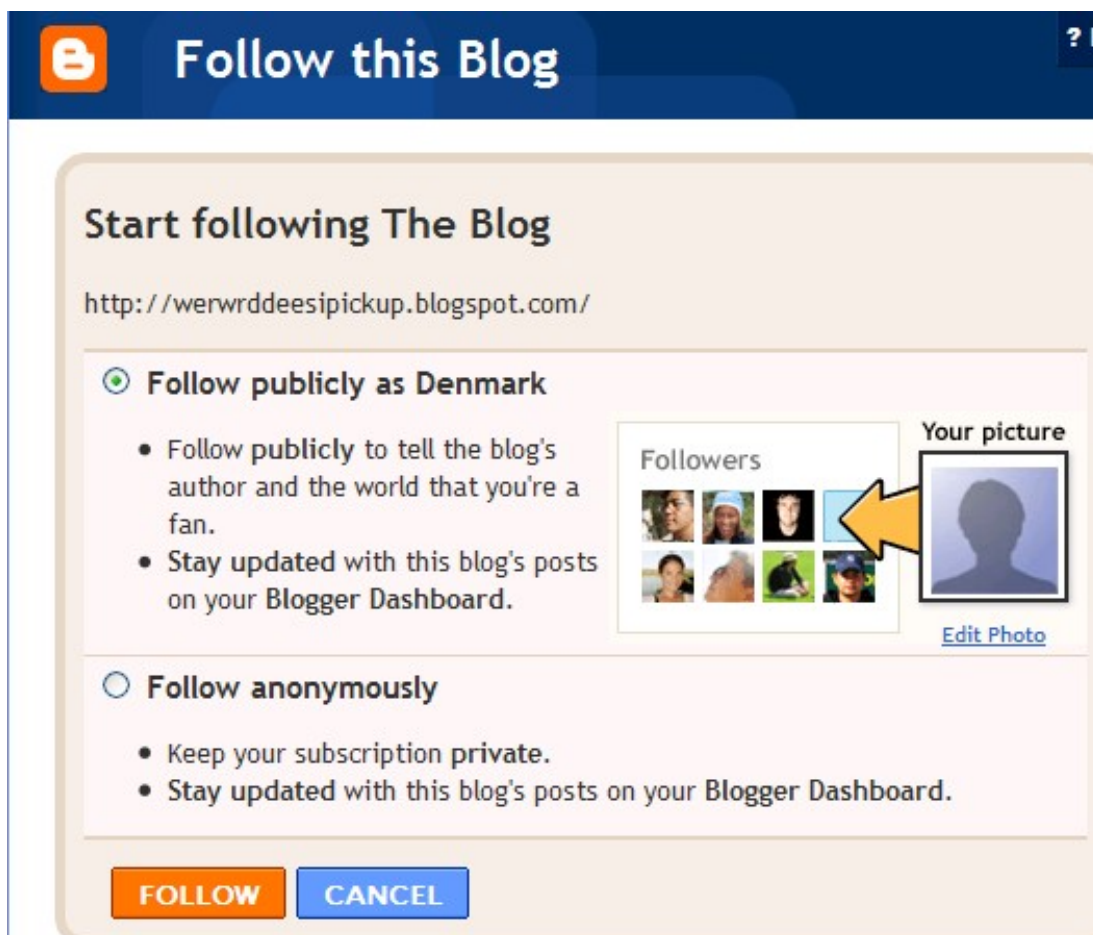 Follow this Blog
?
Start following The Blog
http://werwrddeesipickup.blogspot.com/
Follow publicly as Denmark
Follow publicly to tell the blog's
author and the world that you're a
fan.
Stay updated with this blog's posts
on your Blogger Dashboard.
Followers
Your picture
Edit Photo
Follow anonymously
Keep your subscription private.
Stay updated with this blog's posts on your Blogger Dashboard.
FOLLOW
CANCEL